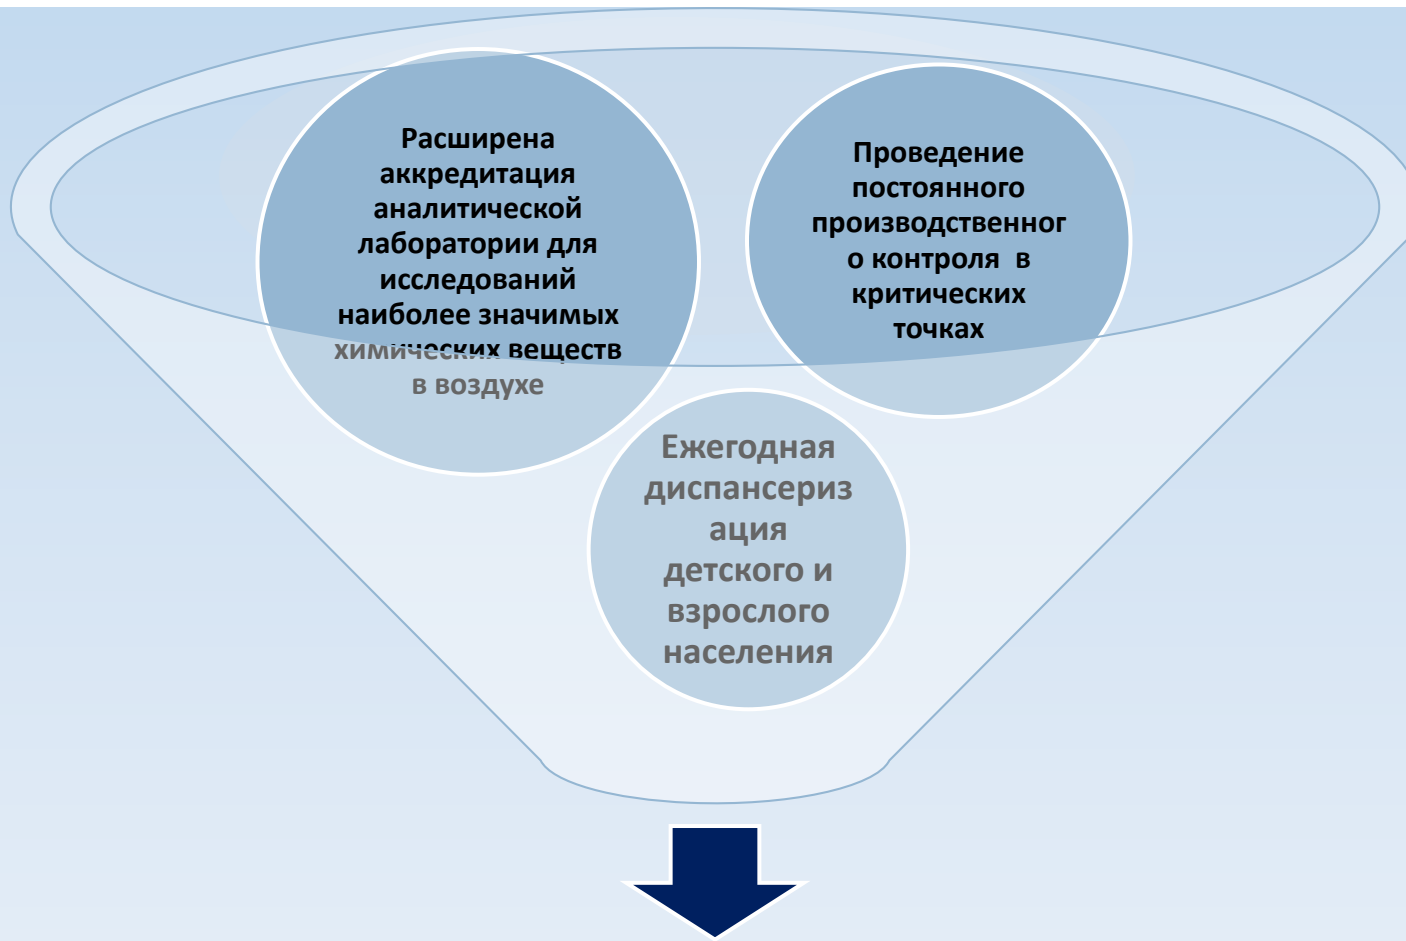 Расширена
аккредитация
аналитической
лаборатории для
исследований
наиболее значимых
химических веществ
в воздухе
Проведение
постоянного
производственног
о контроля в
критических
точках
Ежегодная
диспансериз
ация
детского и
взрослого
населения